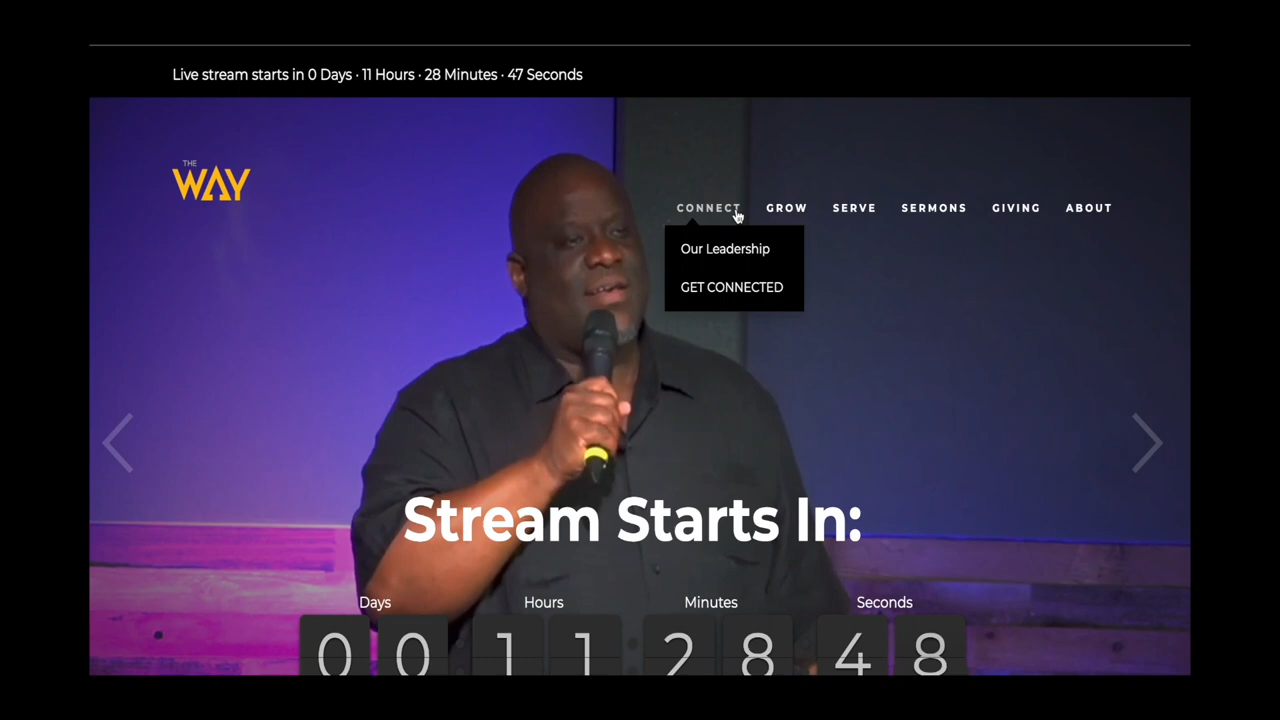 Live stream starts in 0 Days · 11 Hours · 28 Minutes · 47 Seconds
THE
WAY
CONNECT GROW SERVE SERMONS GIVING ABOUT
Our Leadership
GET CONNECTED
Stream Starts In:
Days Hours Minutes Seconds
0 0 1 1 2 8 4 8